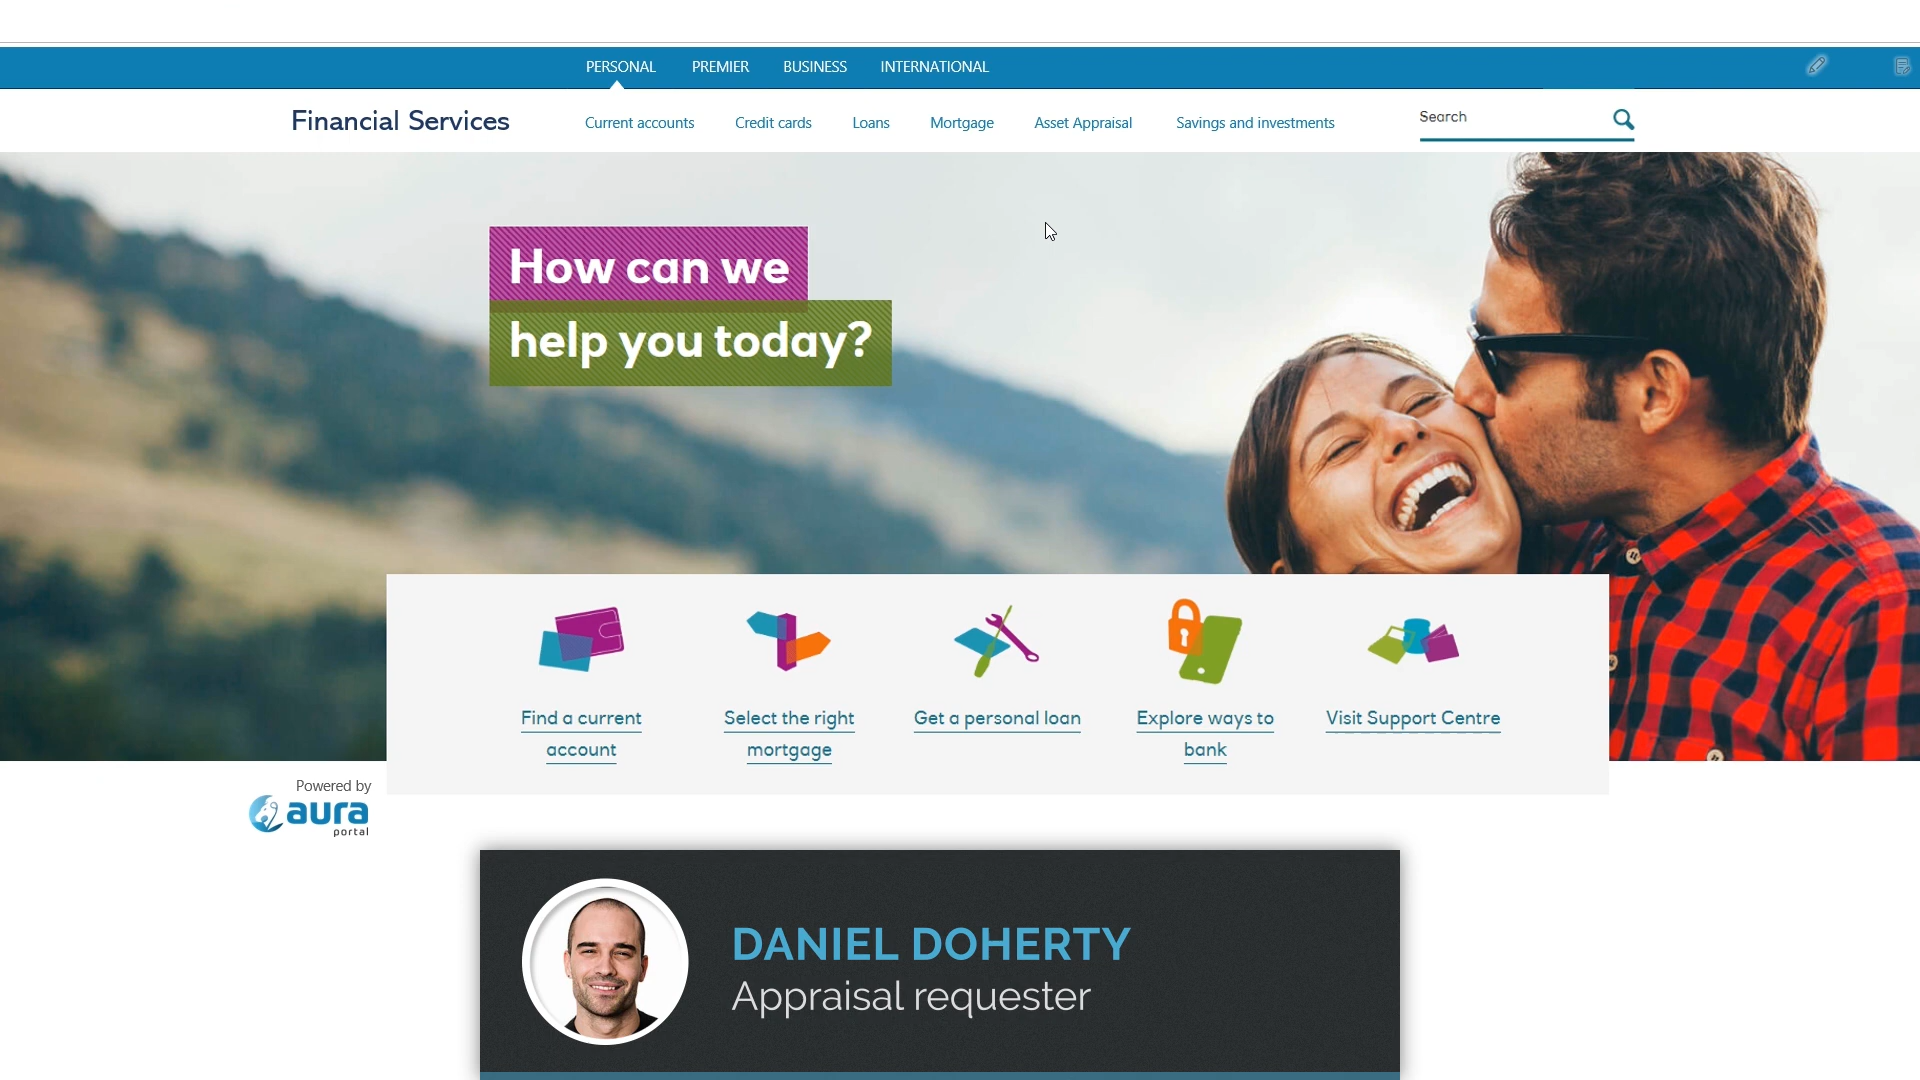 PERSONAL PREMIER BUSINESS INTERNATIONAL
Financial Services Current accounts Credit cards Loans Mortgage Asset Appraisal Savings and investments Search
How can we
help you today?
Find a current
account
Select the right
mortgage
Get a personal loan
Explore ways to
bank
Visit Support Centre
Powered by
aura
portal
DANIEL DOHERTY
Appraisal requester